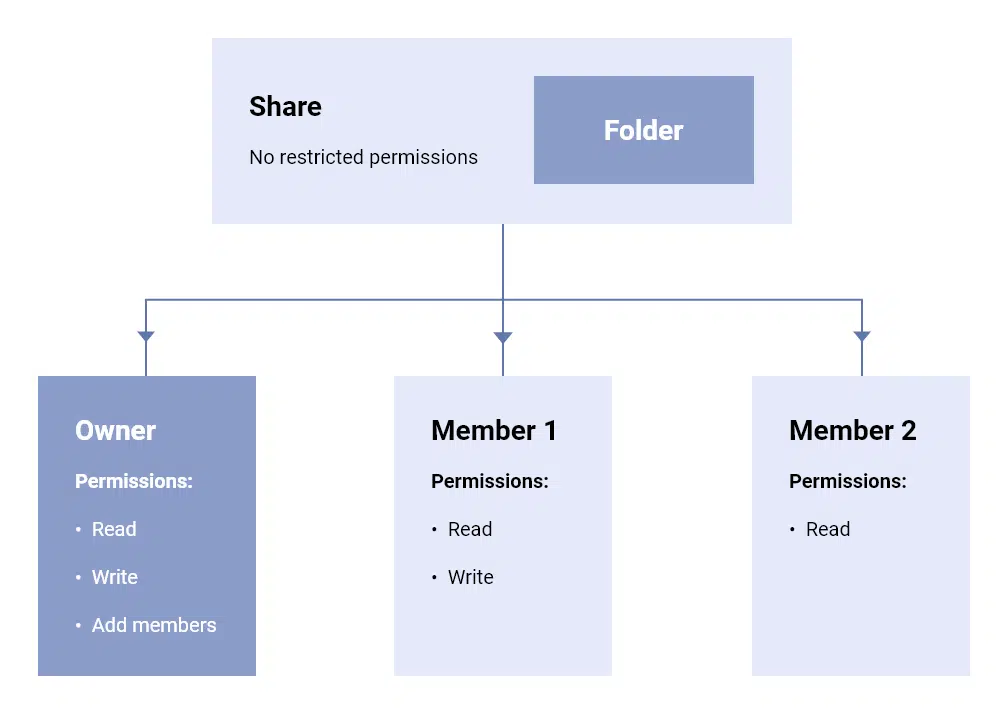 Share
No restricted permissions
Folder
Owner
Permissions:
• Read
• Write
• Add members
Member 1
Permissions:
• Read
• Write
Member 2
Permissions:
• Read